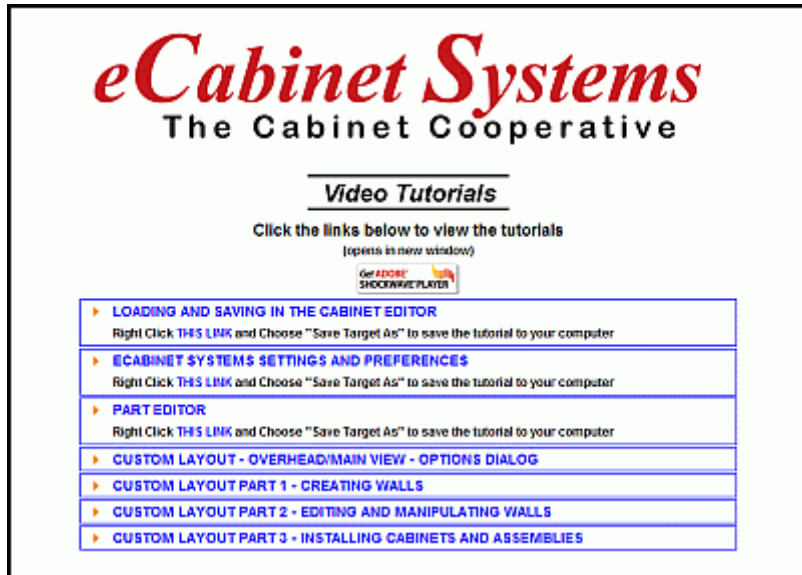 eCabinet Systems
The Cabinet Cooperative
Video Tutorials
Click the links below to view the tutorials
(opens in new window)
Get ADOBE
SHOCKWAVE PLAYER
LOADING AND SAVING IN THE CABINET EDITOR
Right Click THIS LINK and Choose "Save Target As" to save the tutorial to your computer
ECABINET SYSTEMS SETTINGS AND PREFERENCES
Right Click THIS LINK and Choose "Save Target As" to save the tutorial to your computer
PART EDITOR
Right Click THIS LINK and Choose "Save Target As" to save the tutorial to your computer
CUSTOM LAYOUT - OVERHEAD/MAIN VIEW - OPTIONS DIALOG
CUSTOM LAYOUT PART 1 - CREATING WALLS
CUSTOM LAYOUT PART 2 - EDITING AND MANIPULATING WALLS
CUSTOM LAYOUT PART 3 - INSTALLING CABINETS AND ASSEMBLIES